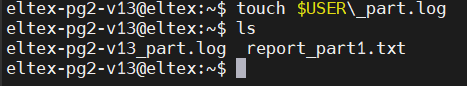 eltex-pg2-v13@eltex:~$ touch $USER\_part.log
eltex-pg2-v13@eltex:~$ ls
eltex-pg2-v13_part.log  report_part1.txt
eltex-pg2-v13@eltex:~$